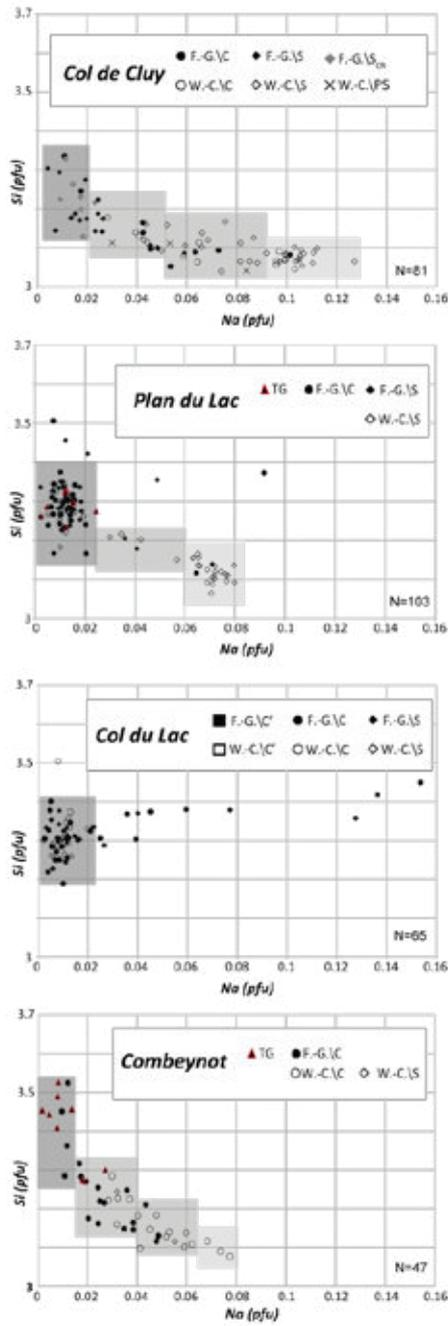 3.7
Col de Cluy
● F.-G.\C ♦ F.-G.\S ◈ F.-G.\S
○ W.-C.\C ◇ W.-C.\S × W.-C.\PS
3.5
Si (pfu)
3
N=81
0 0.02 0.04 0.06 0.08 0.1 0.12 0.14 0.16
Na (pfu)
3.7
Plan du Lac
▲ TG ● F.-G.\C ♦ F.-G.\S
◇ W.-C.\S
3.5
Si (pfu)
3
N=103
0 0.02 0.04 0.06 0.08 0.1 0.12 0.14 0.16
Na (pfu)
3.7
Col du Lac
■ F.-G.\C' ● F.-G.\C ♦ F.-G.\S
□ W.-C.\C' ○ W.-C.\C ◇ W.-C.\S
3.5
Si (pfu)
3
N=65
0 0.02 0.04 0.06 0.08 0.1 0.12 0.14 0.16
Na (pfu)
3.7
Combeynot
▲ TG ● F.-G.\C
○ W.-C.\C ◇ W.-C.\S
3.5
Si (pfu)
3
N=47
0 0.02 0.04 0.06 0.08 0.1 0.12 0.14 0.16
Na (pfu)